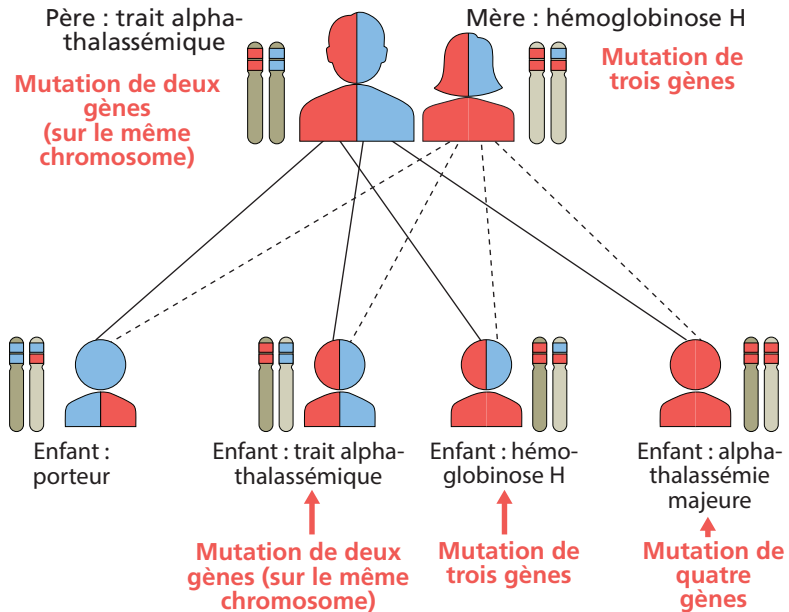 Père : trait alpha-
thalassémique
Mutation de deux
gènes
(sur le même
chromosome)
Mère : hémoglobinose H
Mutation de
trois gènes
Enfant :
porteur
Enfant : trait alpha-
thalassémique
Enfant : hémo-
globinose H
Enfant : alpha-
thalassémie
majeure
Mutation de deux
gènes (sur le même
chromosome)
Mutation de
trois gènes
Mutation de
quatre
gènes